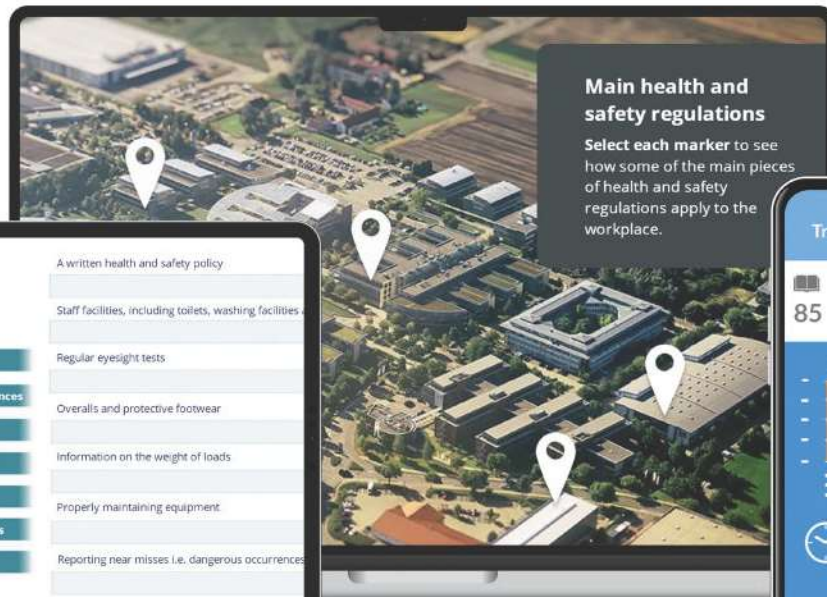 Main health and
safety regulations
Select each marker to see
how some of the main pieces
of health and safety
regulations apply to the
workplace.
A written health and safety policy
Staff facilities, including toilets, washing facilities
Regular eyesight tests
Overalls and protective footwear
Information on the weight of loads
Properly maintaining equipment
Reporting near misses i.e. dangerous occurrences
nces
s
Tr
85